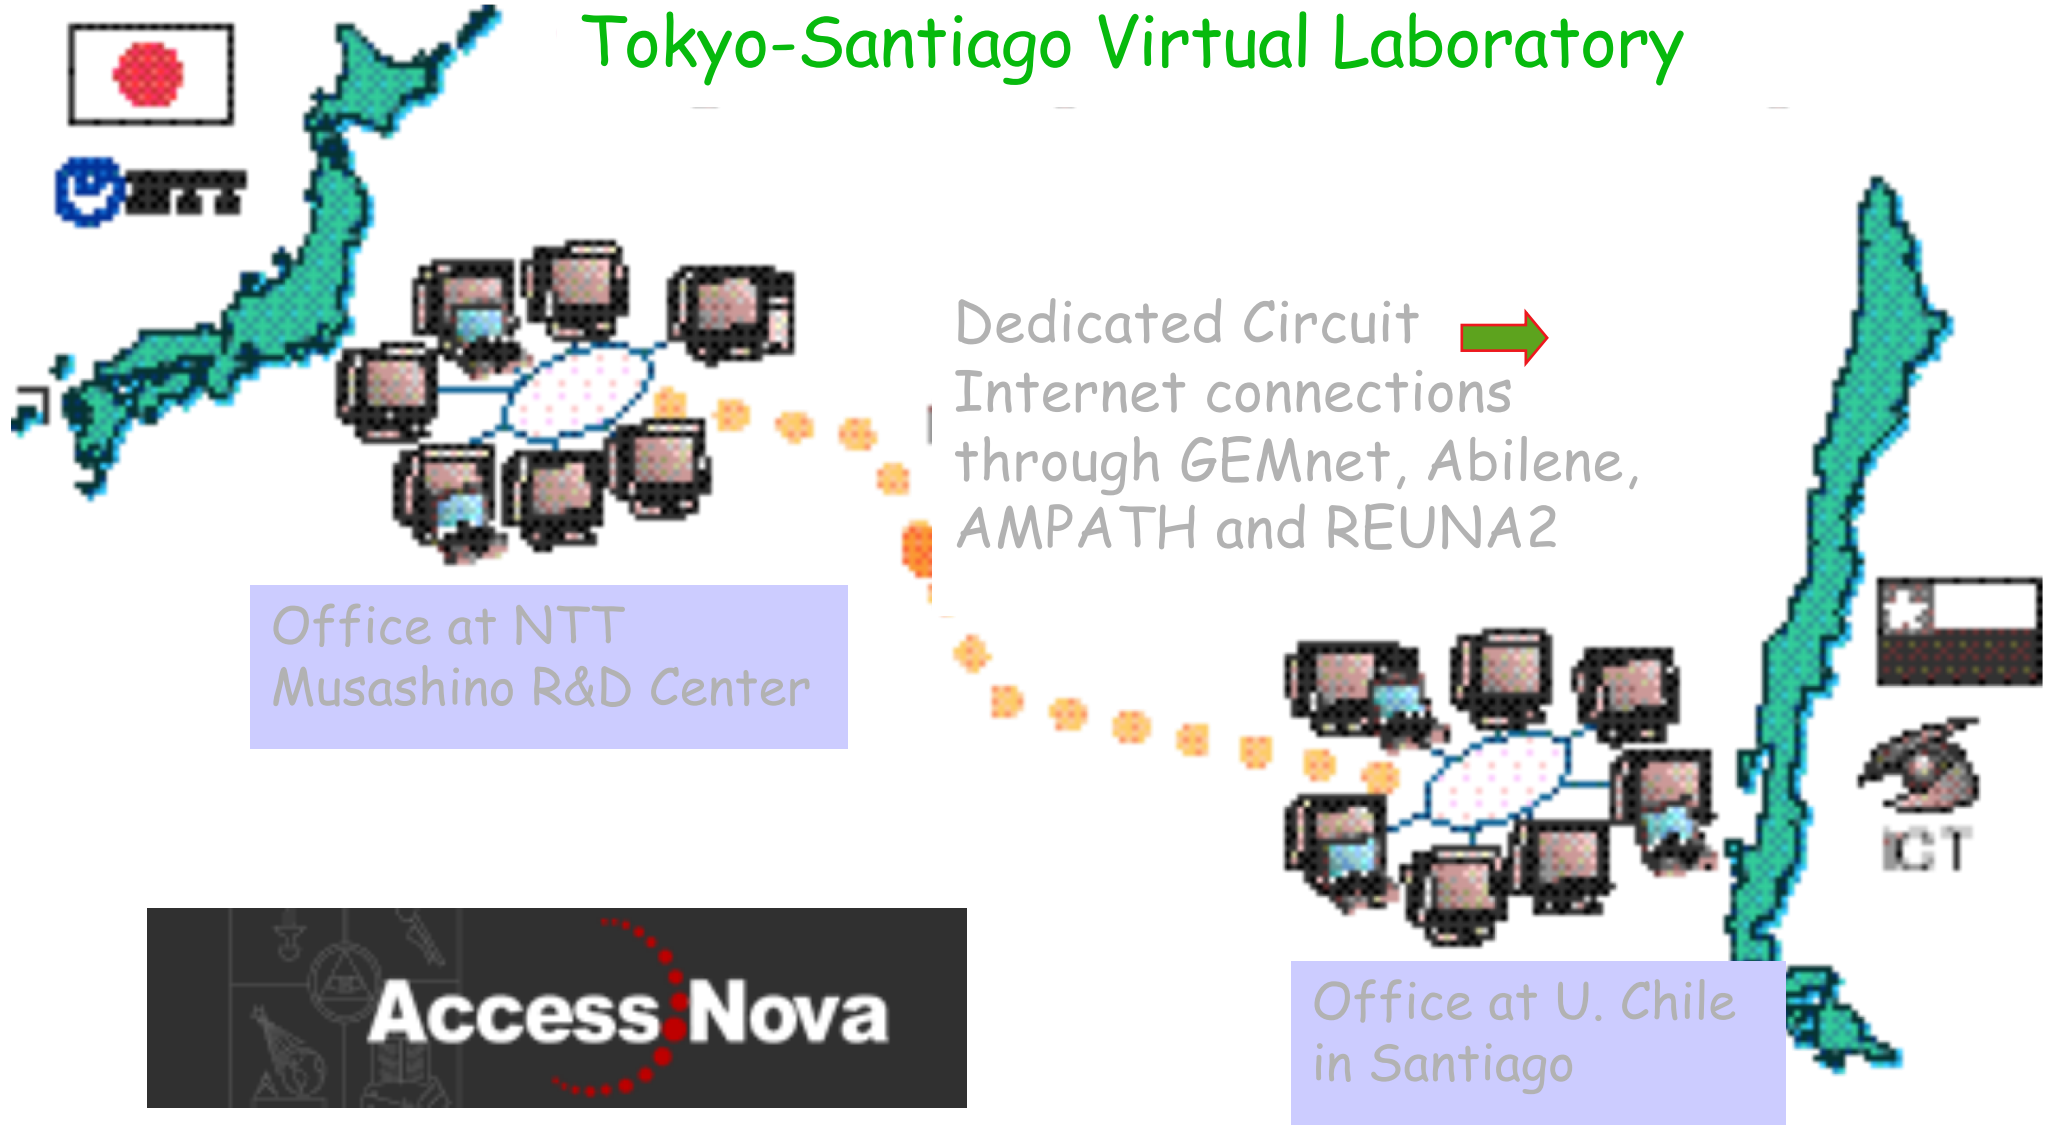 Tokyo-Santiago Virtual Laboratory
NTT
Dedicated Circuit
Internet connections
through GEMnet, Abilene,
AMPATH and REUNA2
Office at NTT
Musashino R&D Center
ICT
Access Nova
Office at U. Chile
in Santiago